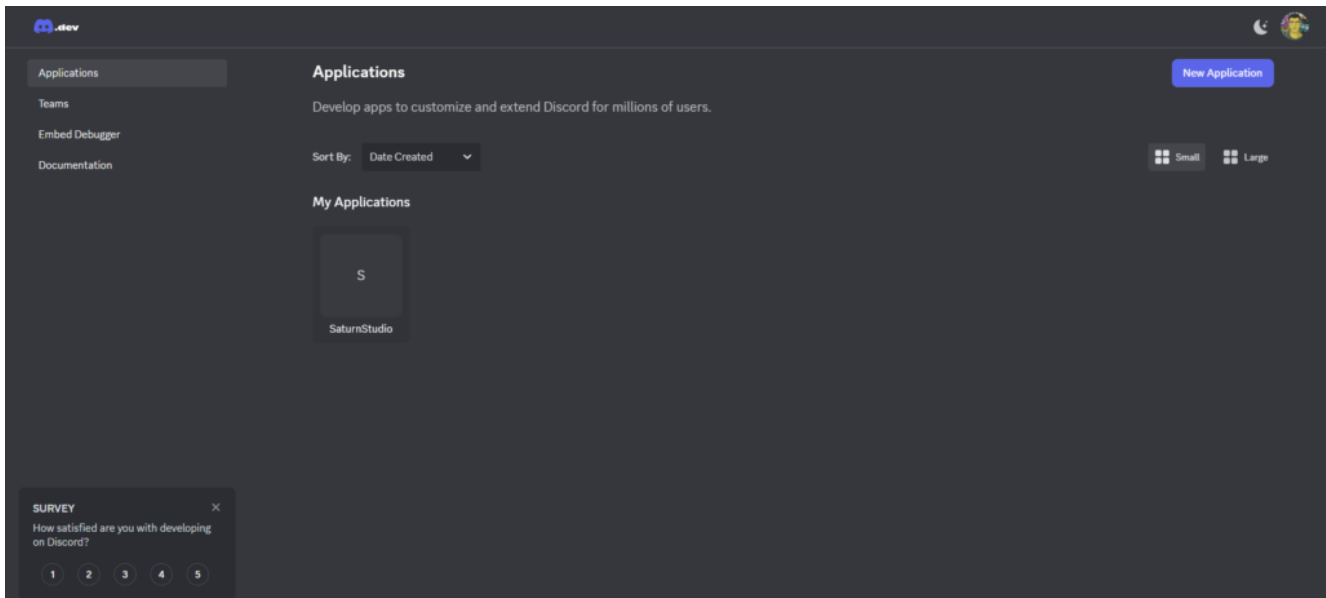 .dev
Applications
Teams
Embed Debugger
Documentation
Applications
New Application
Develop apps to customize and extend Discord for millions of users.
Sort By: Date Created
Small Large
My Applications
S
SaturnStudio
SURVEY
How satisfied are you with developing
on Discord?
1 2 3 4 5